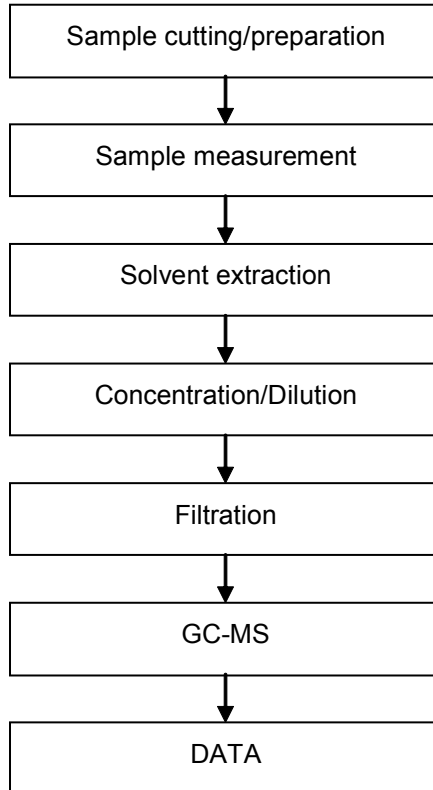 Sample cutting/preparation
Sample measurement
Solvent extraction
Concentration/Dilution
Filtration
GC-MS
DATA